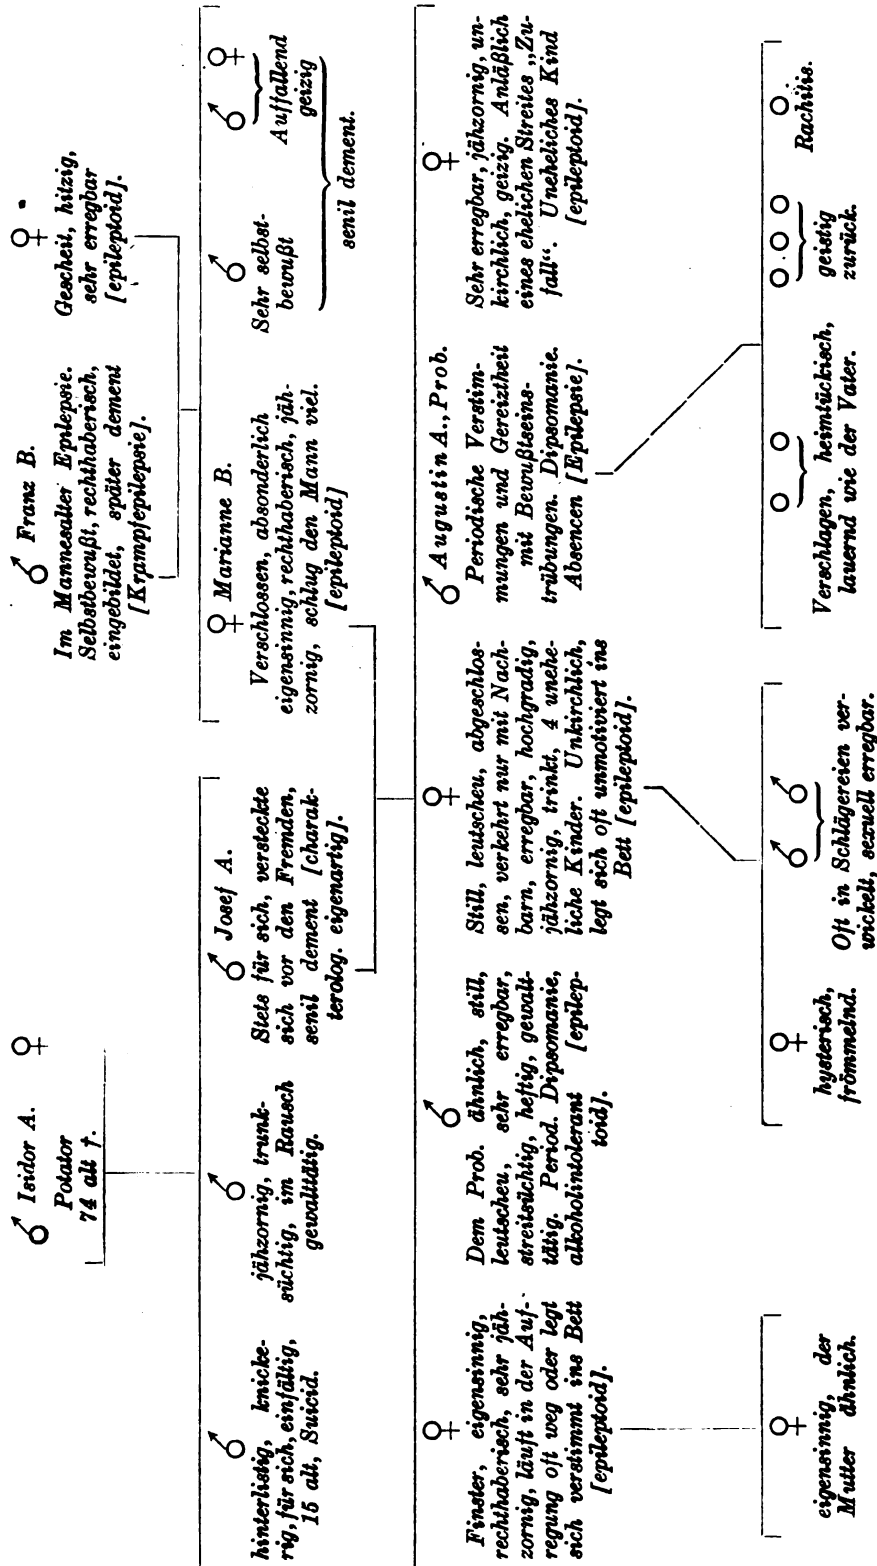 ♂ Isidor A.
Potator
74 alt †.
♀
♂ Franz B.
Im Mannesalter Epilepsie.
Selbstbewußt, rechthaberisch,
eingebildet, später dement
[Krampfepilepsie].
♀
Gescheit, hitzig,
sehr erregbar
[epileptoid].
♂
hinterlistig, knicke-
rig, für sich, einfältig,
15 alt, Suicid.
♂
jähzornig, trunk-
süchtig, im Rausch
gewalttätig.
♂ Josef A.
Stets für sich, versteckte
sich vor den Fremden,
senil dement [charak-
terolog. eigenartig].
♀ Marianne B.
Verschlossen, absonderlich
eigensinnig, rechthaberisch, jäh-
zornig, schlug den Mann viel.
[epileptoid]
♂
Sehr selbst-
bewußt
♂ ♀
Auffallend
geizig
senil dement.
♀
Finster, eigensinnig,
rechthaberisch, sehr jäh-
zornig, läuft in der Auf-
regung oft weg oder legt
sich verstimmt ins Bett
[epileptoid].
♂
Dem Prob. ähnlich, still,
leutscheu, sehr erregbar,
streitsüchtig, heftig, gewalt-
tätig. Period. Dipsomanie,
alkoholintolerant [epilep-
toid].
♀
Still, leutscheu, abgeschlos-
sen, verkehrt nur mit Nach-
barn, erregbar, hochgradig,
jähzornig, trinkt, 4 unehe-
liche Kinder. Unkirchlich,
legt sich oft unmotiviert ins
Bett [epileptoid].
♂ Augustin A., Prob.
Periodische Verstim-
mungen und Gereiztheit
mit Bewußtseins-
trübungen. Dipsomanie.
Absencen [Epilepsie].
♀
Sehr erregbar, jähzornig, un-
kirchlich, geizig. Anläßlich
eines ehelichen Streites „Zu-
fall“. Uneheliches Kind
[epileptoid].
♀
eigensinnig, der
Mutter ähnlich.
♀
hysterisch,
frömmelnd.
♂ ♂
Oft in Schlägereien ver-
wickelt, sexuell erregbar.
Verschlagen, heimtückisch,
lauernd wie der Vater.
geistig
zurück.
Rachitis.